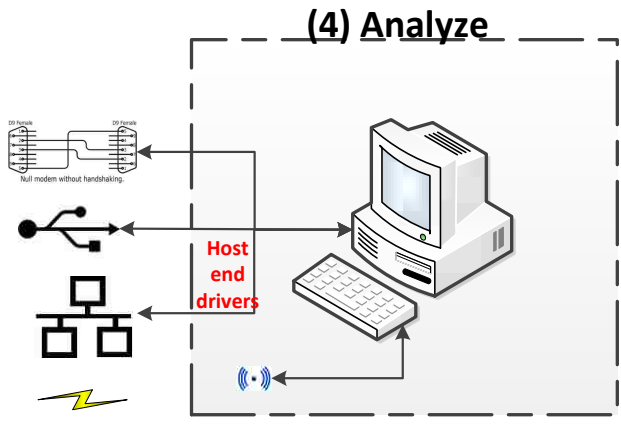 (4) Analyze
D9 Female D9 Female
Null modem without handshaking.
Host
end
drivers